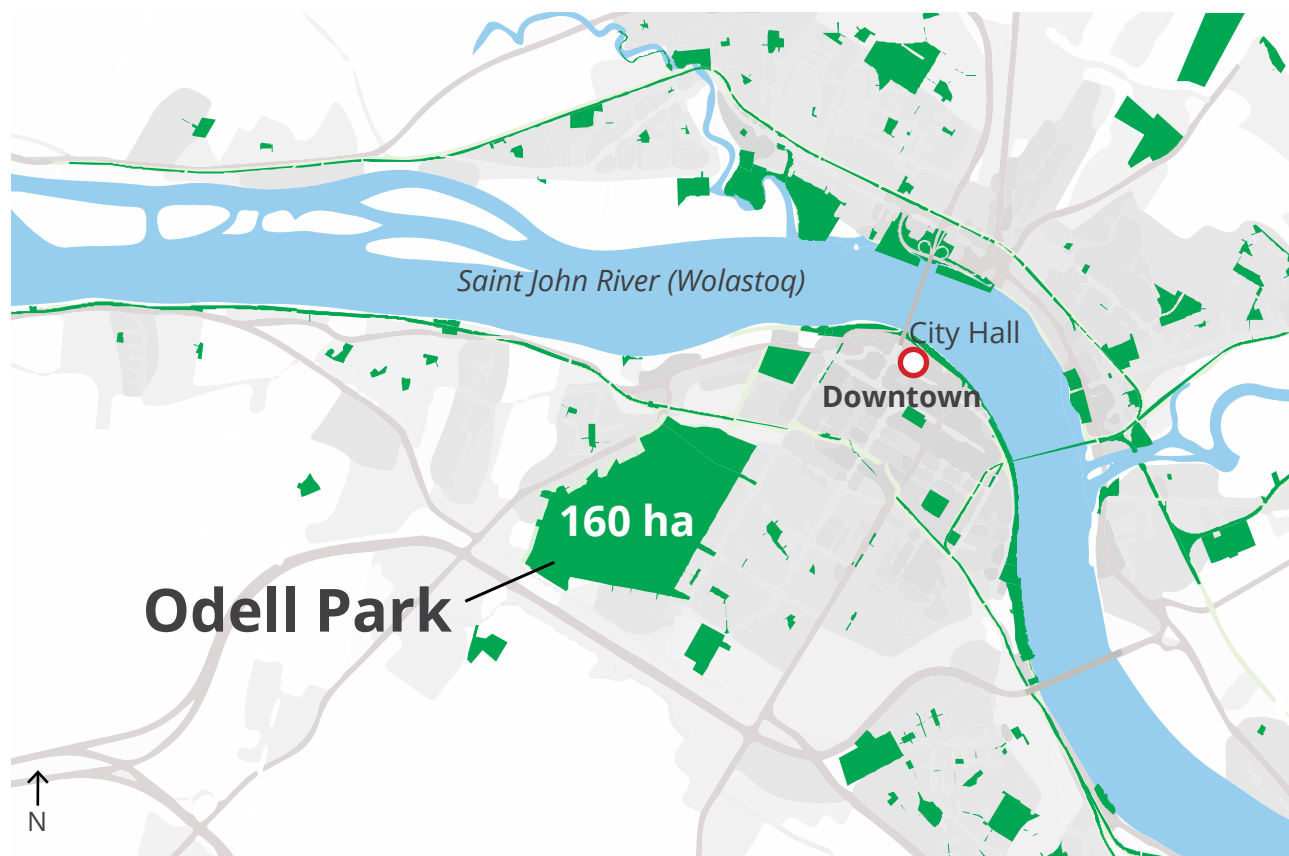 Saint John River (Wolastoq)
City Hall
Downtown
160 ha
Odell Park
N